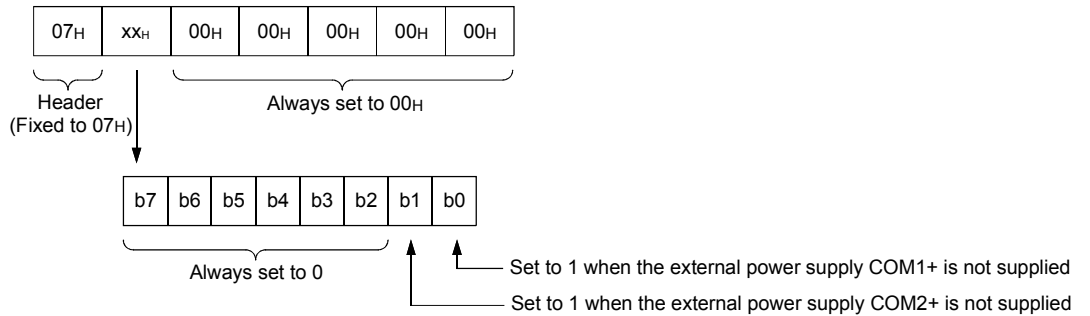 07H xxH 00H 00H 00H 00H 00H
Header
(Fixed to 07H)
Always set to 00H
b7 b6 b5 b4 b3 b2 b1 b0
Always set to 0
Set to 1 when the external power supply COM1+ is not supplied
Set to 1 when the external power supply COM2+ is not supplied